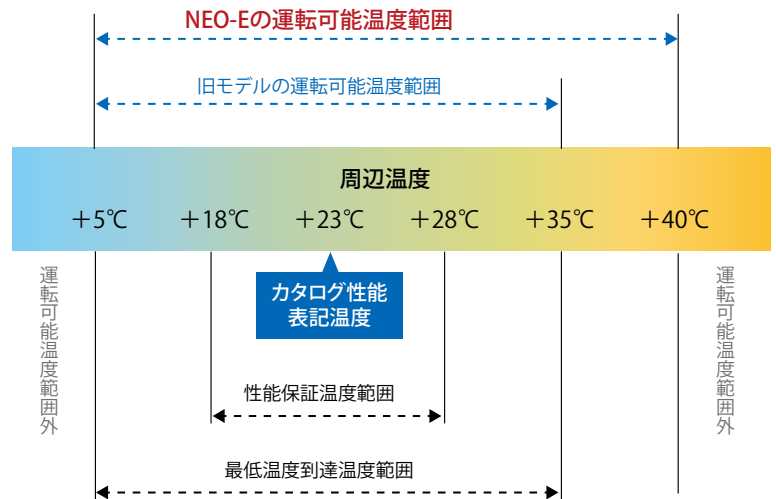 NEO-Eの運転可能温度範囲
旧モデルの運転可能温度範囲
周辺温度
＋5℃ ＋18℃ ＋23℃ ＋28℃ ＋35℃ ＋40℃
運転可能温度範囲外
カタログ性能
表記温度
運転可能温度範囲外
性能保証温度範囲
最低温度到達温度範囲